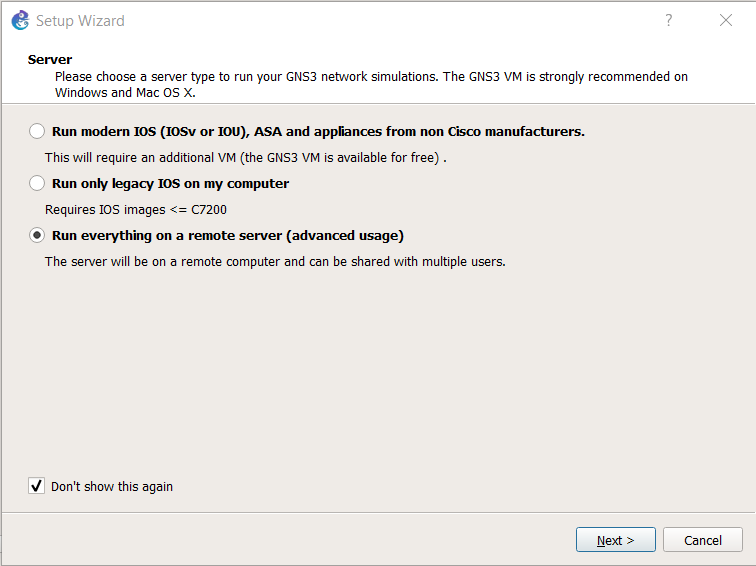 Setup Wizard
?
Server
Please choose a server type to run your GNS3 network simulations. The GNS3 VM is strongly recommended on
Windows and Mac OS X.
Run modern IOS (IOSv or IOU), ASA and appliances from non Cisco manufacturers.
This will require an additional VM (the GNS3 VM is available for free) .
Run only legacy IOS on my computer
Requires IOS images <= C7200
Run everything on a remote server (advanced usage)
The server will be on a remote computer and can be shared with multiple users.
Don't show this again
Next >
Cancel